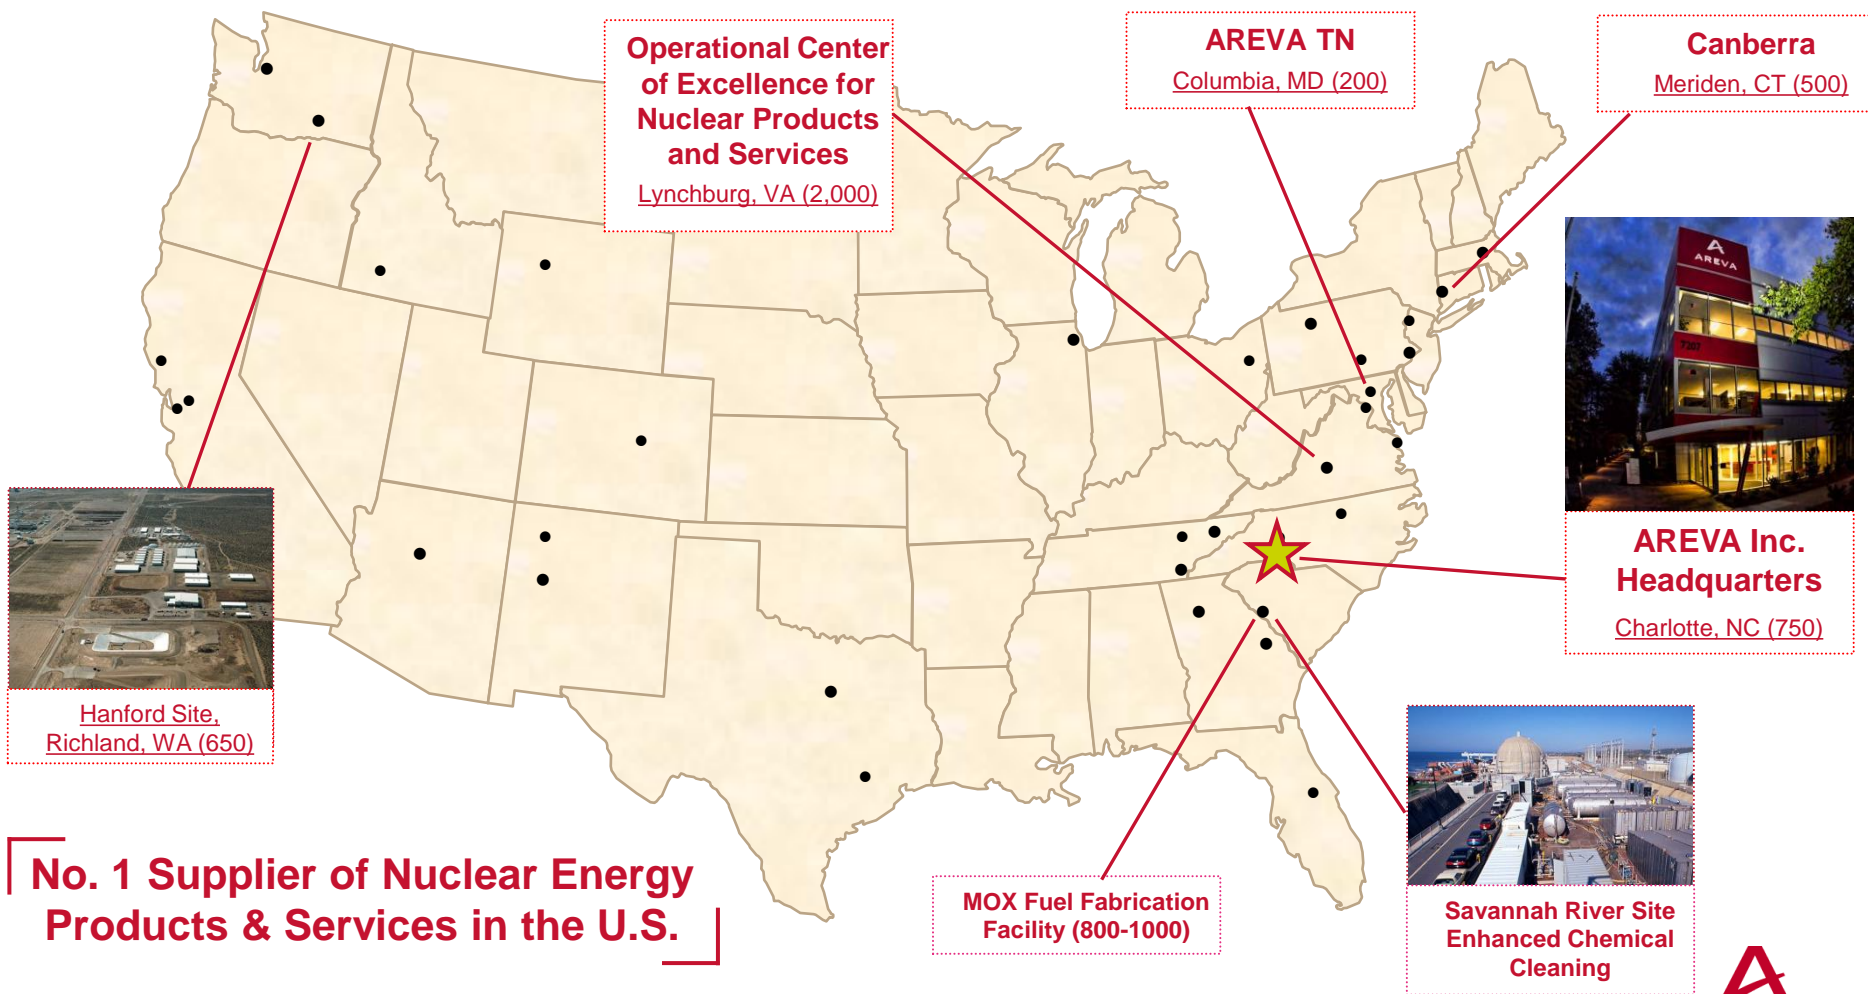 Operational Center
of Excellence for
Nuclear Products
and Services
Lynchburg, VA (2,000)
AREVA TN
Columbia, MD (200)
Canberra
Meriden, CT (500)
AREVA
7207
AREVA Inc.
Headquarters
Charlotte, NC (750)
Hanford Site,
Richland, WA (650)
No. 1 Supplier of Nuclear Energy
Products & Services in the U.S.
MOX Fuel Fabrication
Facility (800-1000)
Savannah River Site
Enhanced Chemical
Cleaning